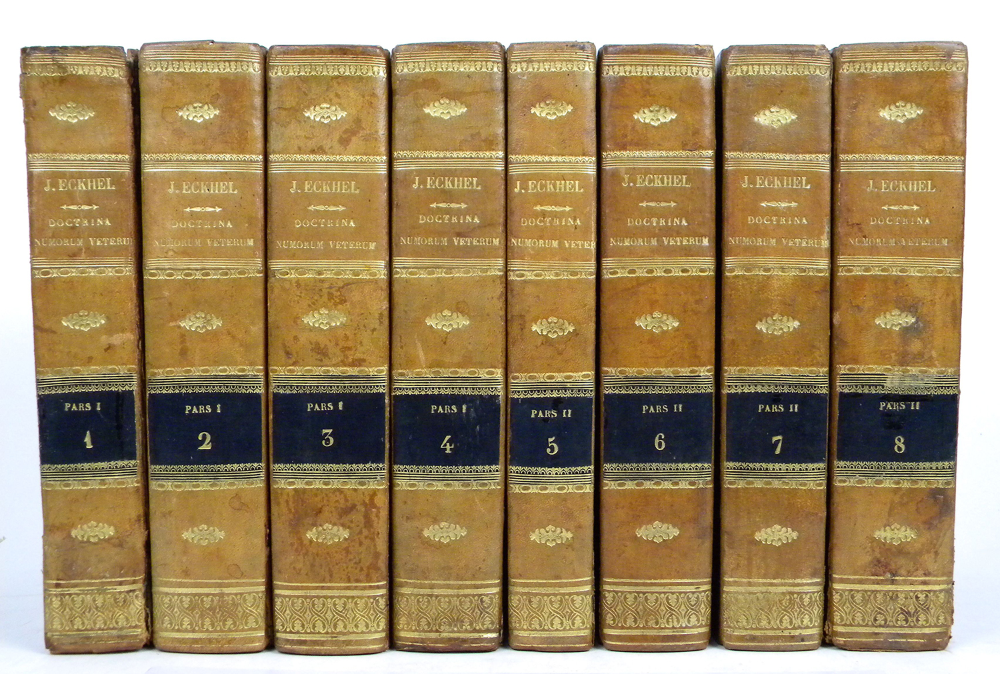 J. ECKHEL
DOCTRINA
NUMORUM VETERU
PARS I
1
J. ECKHEL
DOCTRINA
NUMORUM VETERUM
PARS I
2
J. ECKHEL
DOCTRINA
NUMORUM VETERUM
PARS I
3
J. ECKHEL
DOCTRINA
NUMORUM VETERUM
PARS I
4
J. ECKHEL
DOCTRINA
NUMORUM VETER
PARS II
5
J. ECKHEL
DOCTRINA
NUMORUM VETERUM
PARS II
6
J. ECKHEL
DOCTRINA
NUMORUM VETERUM
PARS II
7
J. ECKHEL
DOCTRINA
NUMORUM VETERUM
PARS II
8